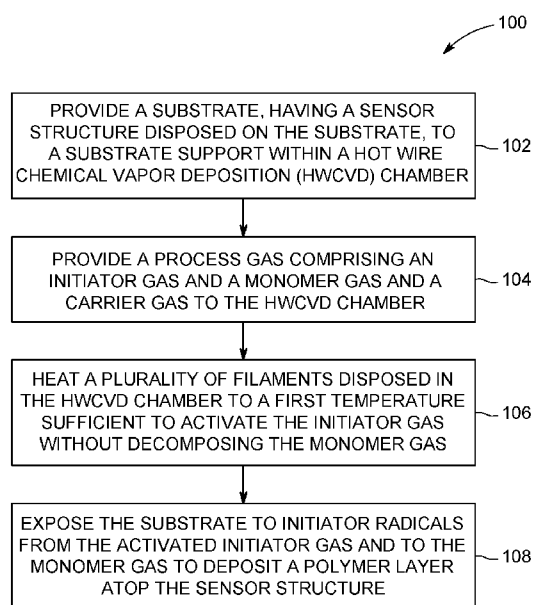 100
PROVIDE A SUBSTRATE, HAVING A SENSOR
STRUCTURE DISPOSED ON THE SUBSTRATE, TO
A SUBSTRATE SUPPORT WITHIN A HOT WIRE
CHEMICAL VAPOR DEPOSITION (HWCVD) CHAMBER
102
PROVIDE A PROCESS GAS COMPRISING AN
INITIATOR GAS AND A MONOMER GAS AND A
CARRIER GAS TO THE HWCVD CHAMBER
104
HEAT A PLURALITY OF FILAMENTS DISPOSED IN
THE HWCVD CHAMBER TO A FIRST TEMPERATURE
SUFFICIENT TO ACTIVATE THE INITIATOR GAS
WITHOUT DECOMPOSING THE MONOMER GAS
106
EXPOSE THE SUBSTRATE TO INITIATOR RADICALS
FROM THE ACTIVATED INITIATOR GAS AND TO THE
MONOMER GAS TO DEPOSIT A POLYMER LAYER
ATOP THE SENSOR STRUCTURE
108